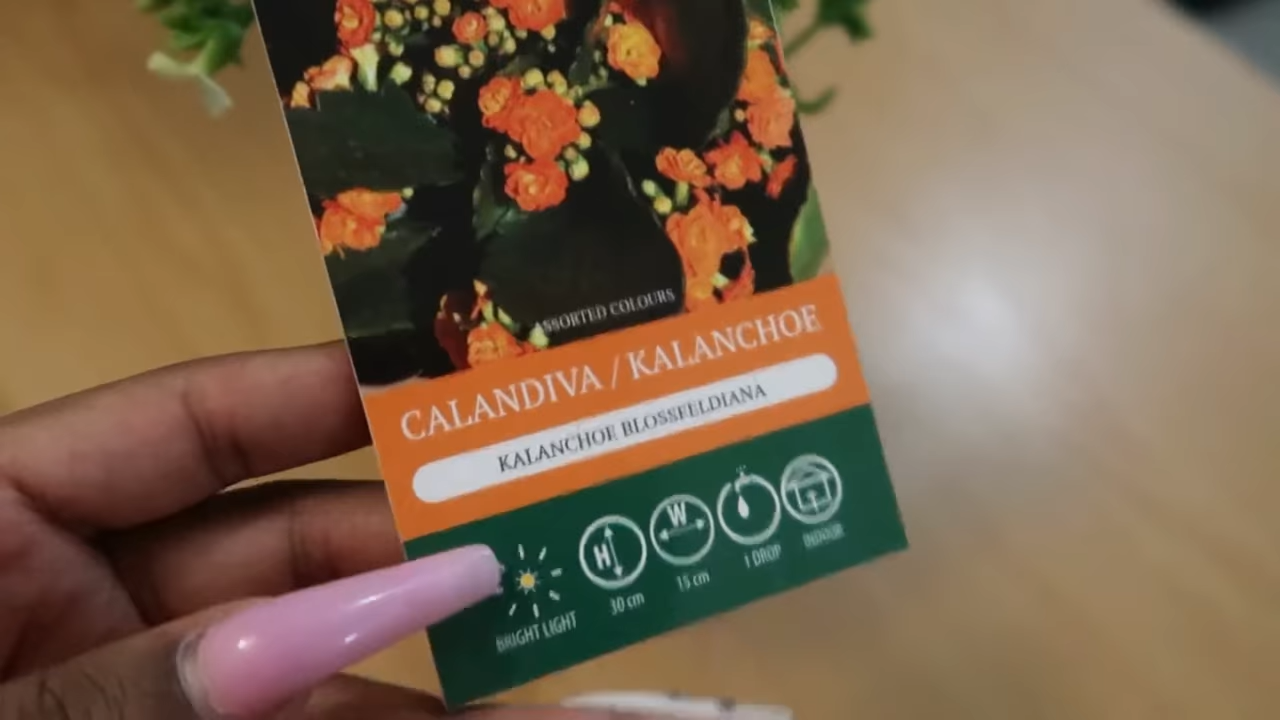 ASSORTED COLOURS
CALANDIVA / KALANCHOE
KALANCHOE BLOSSFELDIANA
H
W
BRIGHT LIGHT
30 cm
15 cm
1 DROP
INDOOR